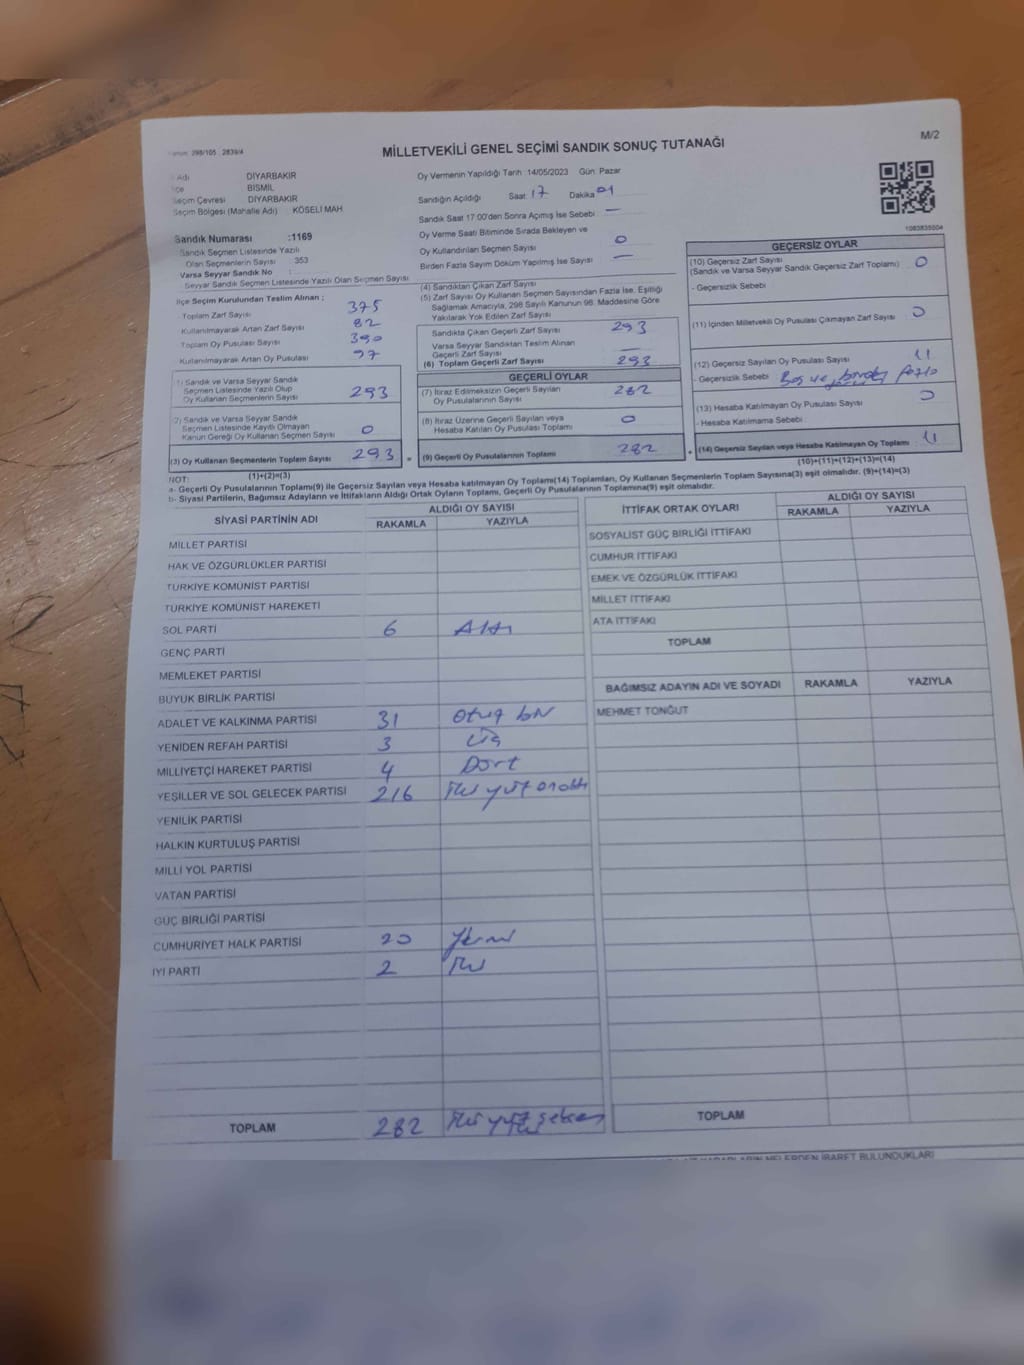 298/105 2839/4
MİLLETVEKİLİ GENEL SEÇİMİ SANDIK SONUÇ TUTANAĞI
M/2
Adı DİYARBAKIR
BİSMİL
Seçim Çevresi DİYARBAKIR
Seçim Bölgesi (Mahalle Adı) : KÖSELİ MAH
Sandık Numarası :1169
Sandık Seçmen Listesinde Yazılı
Olan Seçmenlerin Sayısı : 353
Varsa Seyyar Sandık No :
Seyyar Sandık Seçmen Listesinde Yazılı Olan Seçmen Sayısı
İlçe Seçim Kurulundan Teslim Alınan ;
Toplam Zarf Sayısı 375
Kullanılmayarak Artan Zarf Sayısı 82
Toplam Oy Pusulası Sayısı 390
Kullanılmayarak Artan Oy Pusulası 97
1) Sandık ve Varsa Seyyar Sandık
Seçmen Listesinde Yazılı Olup
Oy Kullanan Seçmenlerin Sayısı 293
2) Sandık ve Varsa Seyyar Sandık
Seçmen Listesinde Kayıtlı Olmayan
Kanun Gereği Oy Kullanan Seçmen Sayısı 0
(3) Oy Kullanan Seçmenlerin Toplam Sayısı 293 =
(1)+(2)=(3)
Oy Vermenin Yapıldığı Tarih :14/05/2023 Gün: Pazar
Sandığın Açıldığı Saat 17 Dakika 01
Sandık Saat 17:00'den Sonra Açılmış İse Sebebi —
Oy Verme Saati Bitiminde Sırada Bekleyen ve
Oy Kullandırılan Seçmen Sayısı 0
Birden Fazla Sayım Döküm Yapılmış İse Sayısı —
(4) Sandıktan Çıkan Zarf Sayısı
(5) Zarf Sayısı Oy Kullanan Seçmen Sayısından Fazla İse, Eşitliği
Sağlamak Amacıyla, 298 Sayılı Kanunun 98. Maddesine Göre
Yakılarak Yok Edilen Zarf Sayısı
Sandıkta Çıkan Geçerli Zarf Sayısı 293
Varsa Seyyar Sandıktan Teslim Alınan
Geçerli Zarf Sayısı —
(6) Toplam Geçerli Zarf Sayısı 293
GEÇERLİ OYLAR
(7) İtiraz Edilmeksizin Geçerli Sayılan
Oy Pusulalarının Sayısı 282
(8) İtiraz Üzerine Geçerli Sayılan veya
Hesaba Katılan Oy Pusulası Toplamı 0
(9) Geçerli Oy Pusulalarının Toplamı 282 +
1083835004
GEÇERSİZ OYLAR
(10) Geçersiz Zarf Sayısı
(Sandık ve Varsa Seyyar Sandık Geçersiz Zarf Toplamı) 0
- Geçersizlik Sebebi :
(11) İçinden Milletvekili Oy Pusulası Çıkmayan Zarf Sayısı 0
(12) Geçersiz Sayılan Oy Pusulası Sayısı 11
- Geçersizlik Sebebi Boş ve birden fazla
(13) Hesaba Katılmayan Oy Pusulası Sayısı 0
- Hesaba Katılmama Sebebi :
(14) Geçersiz Sayılan veya Hesaba Katılmayan Oy Toplamı 11
(10)+(11)+(12)+(13)=(14)
NOT:
a- Geçerli Oy Pusulalarının Toplamı(9) ile Geçersiz Sayılan veya Hesaba katılmayan Oy Toplamı(14) Toplamları, Oy Kullanan Seçmenlerin Toplam Sayısına(3) eşit olmalıdır. (9)+(14)=(3)
b- Siyasi Partilerin, Bağımsız Adayların ve İttifakların Aldığı Ortak Oyların Toplamı, Geçerli Oy Pusulalarının Toplamına(9) eşit olmalıdır.
SİYASİ PARTİNİN ADI ALDIĞI OY SAYISI
RAKAMLA YAZIYLA
MİLLET PARTİSİ
HAK VE ÖZGÜRLÜKLER PARTİSİ
TÜRKİYE KOMÜNİST PARTİSİ
TÜRKİYE KOMÜNİST HAREKETİ
SOL PARTİ 6 Altı
GENÇ PARTİ
MEMLEKET PARTİSİ
BÜYÜK BİRLİK PARTİSİ
ADALET VE KALKINMA PARTİSİ 31 Otuz bir
YENİDEN REFAH PARTİSİ 3 Üç
MİLLİYETÇİ HAREKET PARTİSİ 4 Dört
YEŞİLLER VE SOL GELECEK PARTİSİ 216 İki yüz onaltı
YENİLİK PARTİSİ
HALKIN KURTULUŞ PARTİSİ
MİLLİ YOL PARTİSİ
VATAN PARTİSİ
GÜÇ BİRLİĞİ PARTİSİ
CUMHURİYET HALK PARTİSİ 20 Yirmi
İYİ PARTİ 2 İki
TOPLAM 282 İki yüz seksen iki
İTTİFAK ORTAK OYLARI ALDIĞI OY SAYISI
RAKAMLA YAZIYLA
SOSYALİST GÜÇ BİRLİĞİ İTTİFAKI
CUMHUR İTTİFAKI
EMEK VE ÖZGÜRLÜK İTTİFAKI
MİLLET İTTİFAKI
ATA İTTİFAKI
TOPLAM
BAĞIMSIZ ADAYIN ADI VE SOYADI RAKAMLA YAZIYLA
MEHMET TONĞUT
TOPLAM
NELERDEN İBARET BULUNDUKLARI